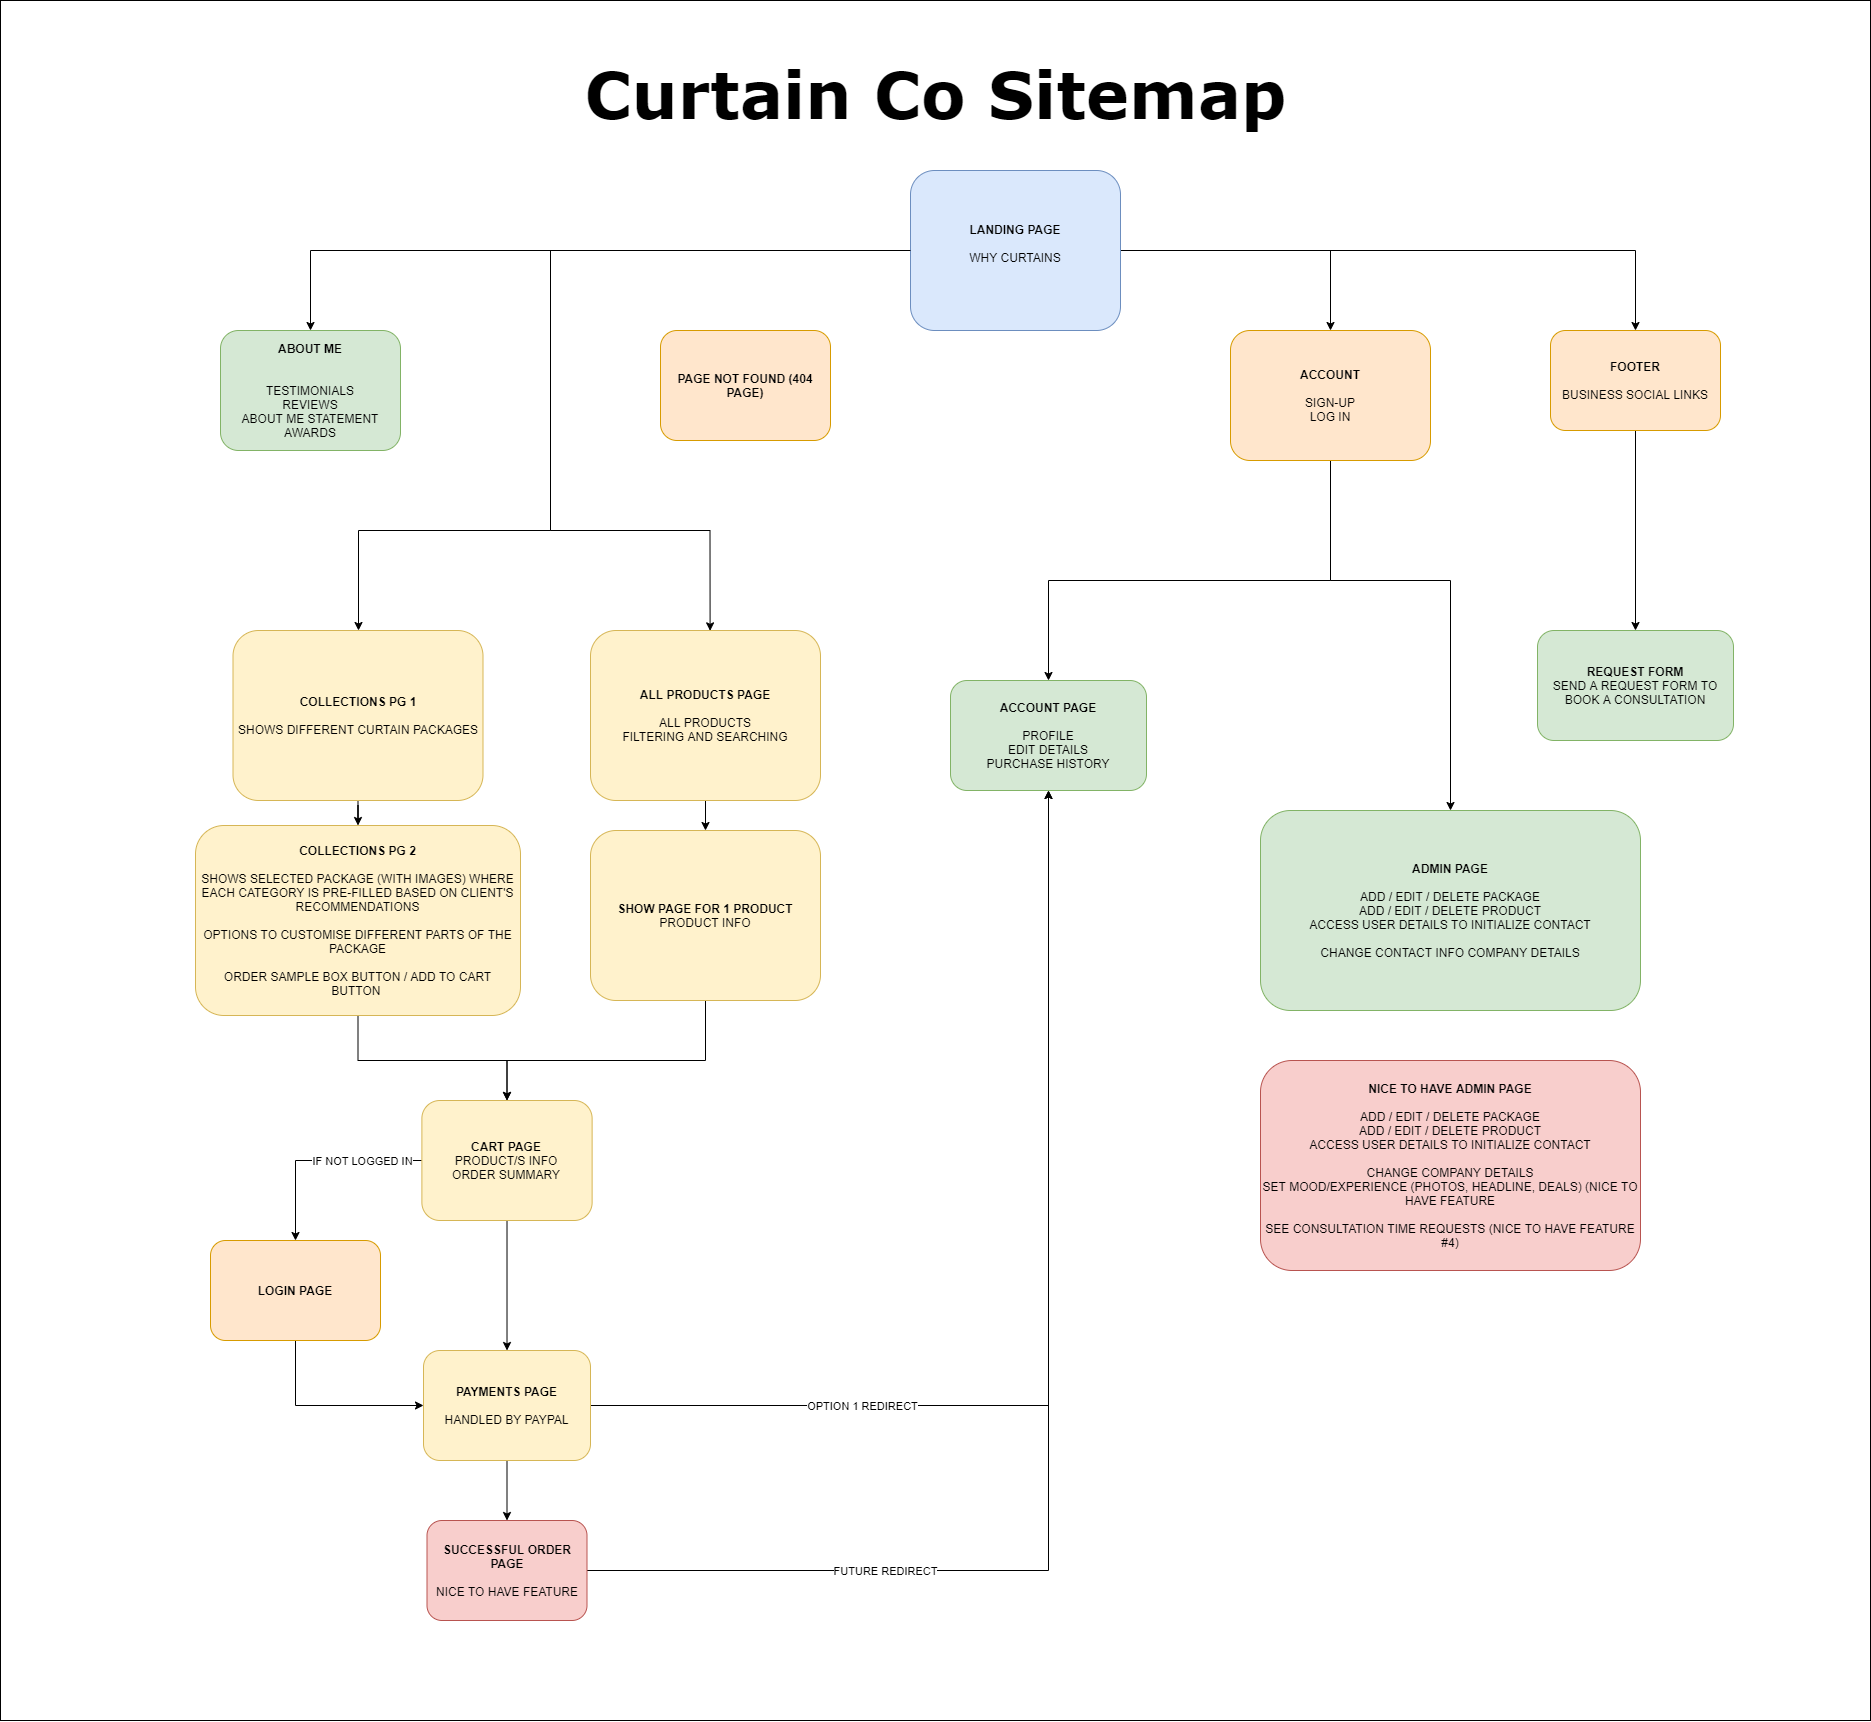 Curtain Co Sitemap
LANDING PAGE
WHY CURTAINS
ABOUT ME
TESTIMONIALS
REVIEWS
ABOUT ME STATEMENT
AWARDS
PAGE NOT FOUND (404
PAGE)
ACCOUNT
SIGN-UP
LOG IN
FOOTER
BUSINESS SOCIAL LINKS
COLLECTIONS PG 1
SHOWS DIFFERENT CURTAIN PACKAGES
ALL PRODUCTS PAGE
ALL PRODUCTS
FILTERING AND SEARCHING
ACCOUNT PAGE
PROFILE
EDIT DETAILS
PURCHASE HISTORY
REQUEST FORM
SEND A REQUEST FORM TO
BOOK A CONSULTATION
COLLECTIONS PG 2
SHOWS SELECTED PACKAGE (WITH IMAGES) WHERE
EACH CATEGORY IS PRE-FILLED BASED ON CLIENT'S
RECOMMENDATIONS
OPTIONS TO CUSTOMISE DIFFERENT PARTS OF THE
PACKAGE
ORDER SAMPLE BOX BUTTON / ADD TO CART
BUTTON
SHOW PAGE FOR 1 PRODUCT
PRODUCT INFO
ADMIN PAGE
ADD / EDIT / DELETE PACKAGE
ADD / EDIT / DELETE PRODUCT
ACCESS USER DETAILS TO INITIALIZE CONTACT
CHANGE CONTACT INFO COMPANY DETAILS
NICE TO HAVE ADMIN PAGE
ADD / EDIT / DELETE PACKAGE
ADD / EDIT / DELETE PRODUCT
ACCESS USER DETAILS TO INITIALIZE CONTACT
CHANGE COMPANY DETAILS
SET MOOD/EXPERIENCE (PHOTOS, HEADLINE, DEALS) (NICE TO
HAVE FEATURE
SEE CONSULTATION TIME REQUESTS (NICE TO HAVE FEATURE
#4)
CART PAGE
PRODUCT/S INFO
ORDER SUMMARY
IF NOT LOGGED IN
LOGIN PAGE
PAYMENTS PAGE
HANDLED BY PAYPAL
OPTION 1 REDIRECT
SUCCESSFUL ORDER
PAGE
NICE TO HAVE FEATURE
FUTURE REDIRECT